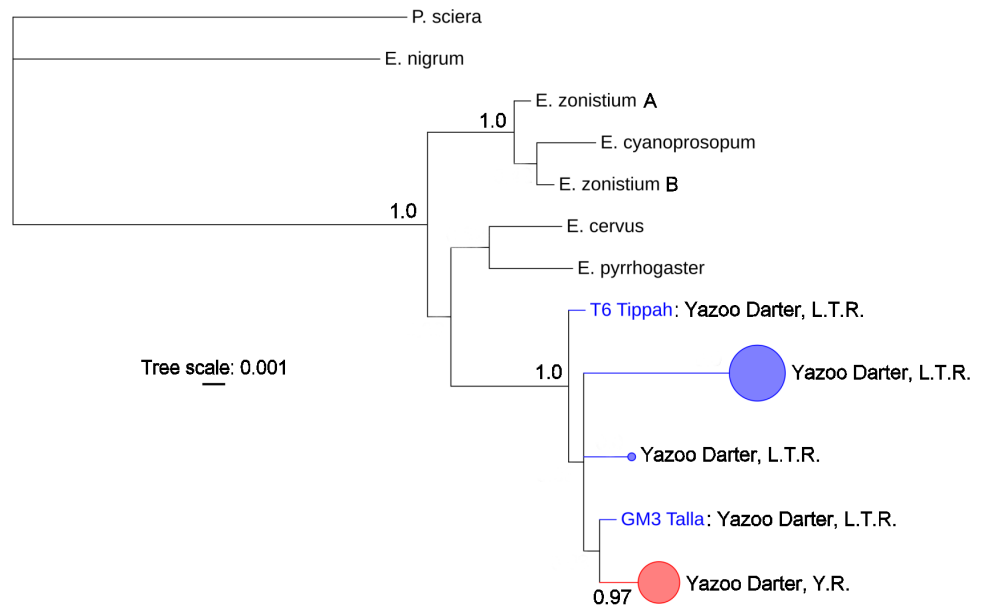 P. sciera
E. nigrum
E. zonistium A
1.0
E. cyanoprosopum
E. zonistium B
1.0
E. cervus
E. pyrrhogaster
T6 Tippah: Yazoo Darter, L.T.R.
Tree scale: 0.001
1.0
Yazoo Darter, L.T.R.
Yazoo Darter, L.T.R.
GM3 Talla: Yazoo Darter, L.T.R.
Yazoo Darter, Y.R.
0.97